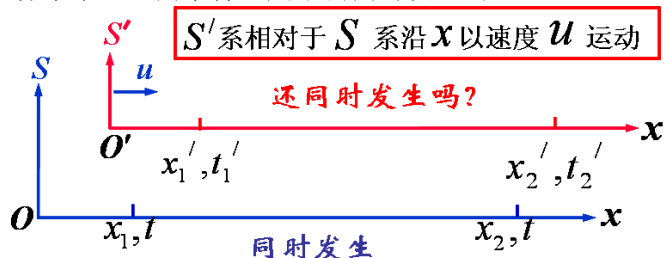 S′系相对于 S 系沿 x 以速度 u 运动
S′
S
u
还同时发生吗?
O′
x
x₁′,t₁′
x₂′,t₂′
O
x₁,t
x₂,t
x
同时发生